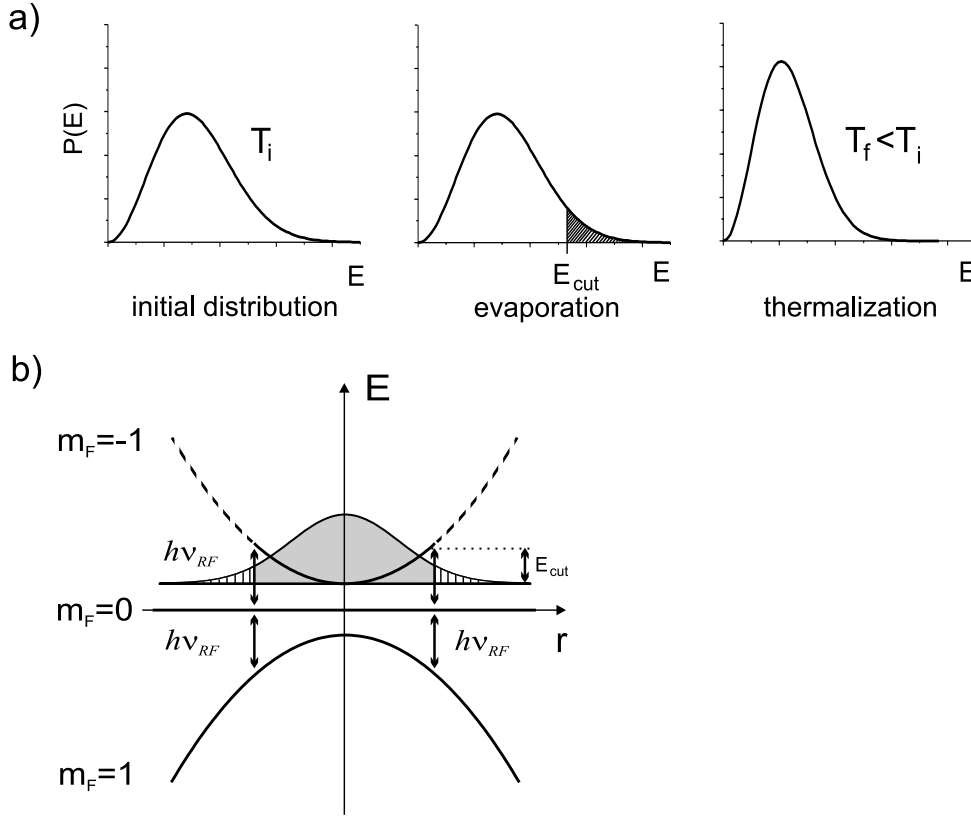 a)
P(E)
T_i
E
initial distribution
E_cut
E
evaporation
T_f<T_i
E
thermalization
b)
E
m_F=-1
hν_RF
E_cut
m_F=0
r
hν_RF
hν_RF
m_F=1